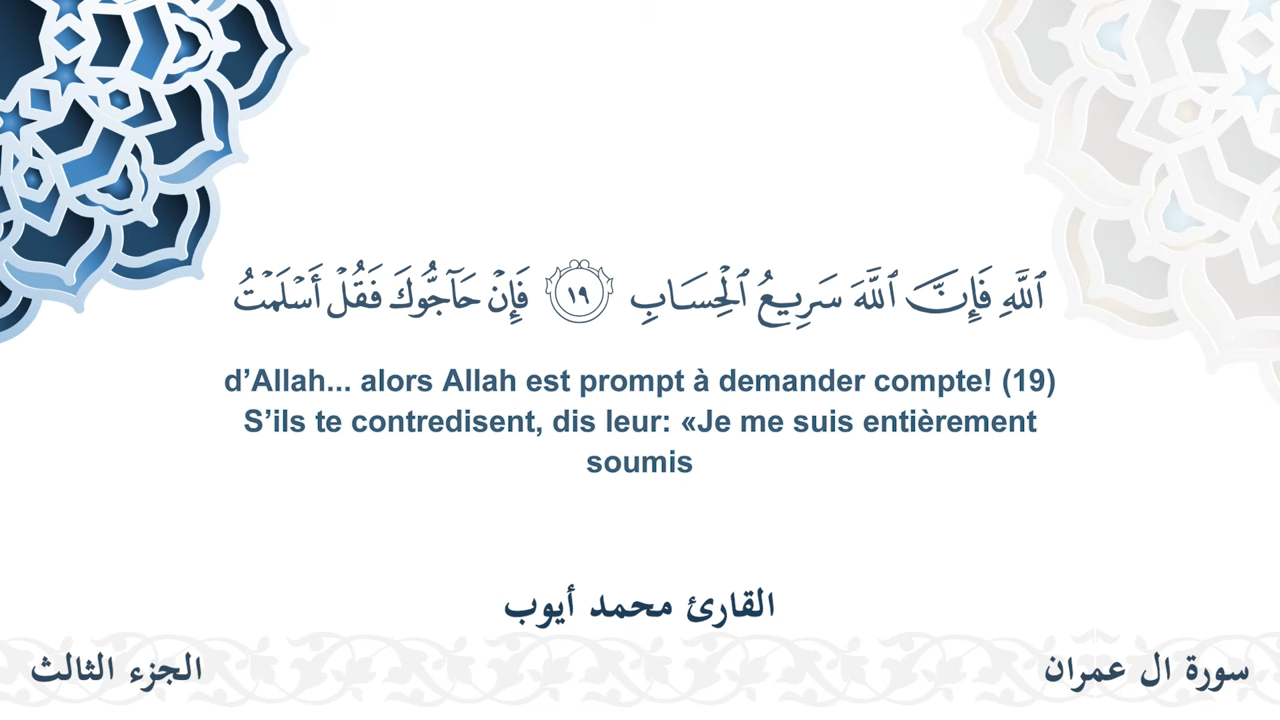 ٱللَّهِ فَإِنَّ ٱللَّهَ سَرِيعُ ٱلْحِسَابِ ١٩ فَإِنْ حَآجُّوكَ فَقُلْ أَسْلَمْتُ
d’Allah... alors Allah est prompt à demander compte! (19)
S’ils te contredisent, dis leur: «Je me suis entièrement
soumis
القارئ محمد أيوب
سورة ال عمران
الجزء الثالث